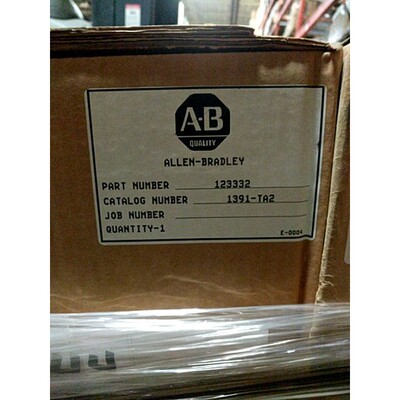 A-B
QUALITY
ALLEN-BRADLEY
PART NUMBER 123332
CATALOG NUMBER 1391-TA2
JOB NUMBER
QUANTITY-1
E-0004